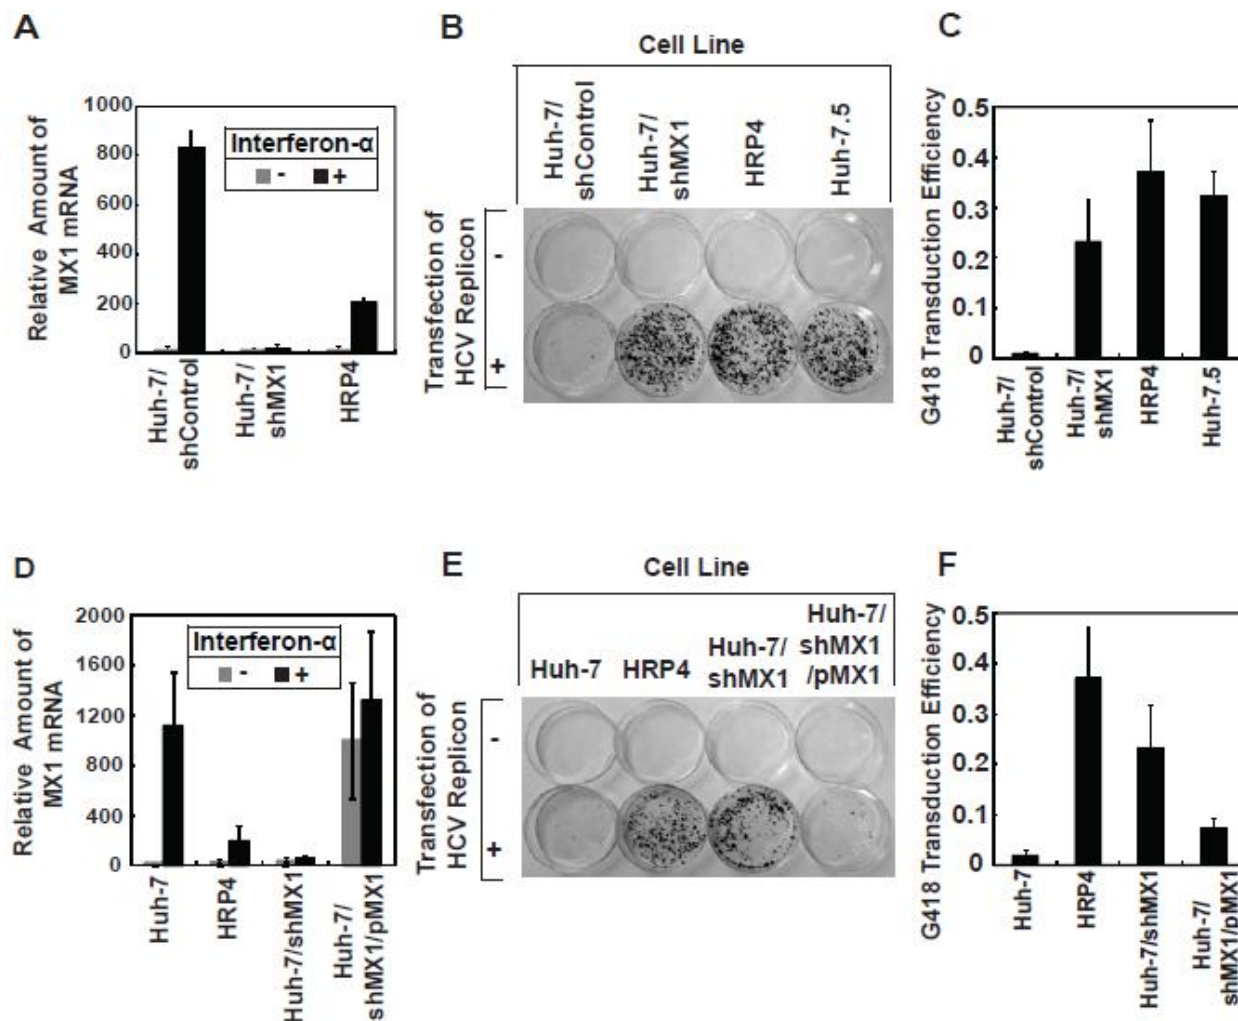 A
Relative Amount of
MX1 mRNA
1000
800
600
400
200
0
Interferon-α
- +
Huh-7/
shControl
Huh-7/
shMX1
HRP4
B
Cell Line
Huh-7/
shControl
Huh-7/
shMX1
HRP4
Huh-7.5
Transfection of
HCV Replicon
-
+
C
G418 Transduction Efficiency
0.5
0.4
0.3
0.2
0.1
0
Huh-7/
shControl
Huh-7/
shMX1
HRP4
Huh-7.5
D
Relative Amount of
MX1 mRNA
2000
1600
1200
800
400
0
Interferon-α
- +
Huh-7
HRP4
Huh-7/shMX1
Huh-7/
shMX1/pMX1
E
Cell Line
Huh-7
HRP4
Huh-7/
shMX1
Huh-7/
shMX1
/pMX1
Transfection of
HCV Replicon
-
+
F
G418 Transduction Efficiency
0.5
0.4
0.3
0.2
0.1
0
Huh-7
HRP4
Huh-7/shMX1
Huh-7/
shMX1/pMX1